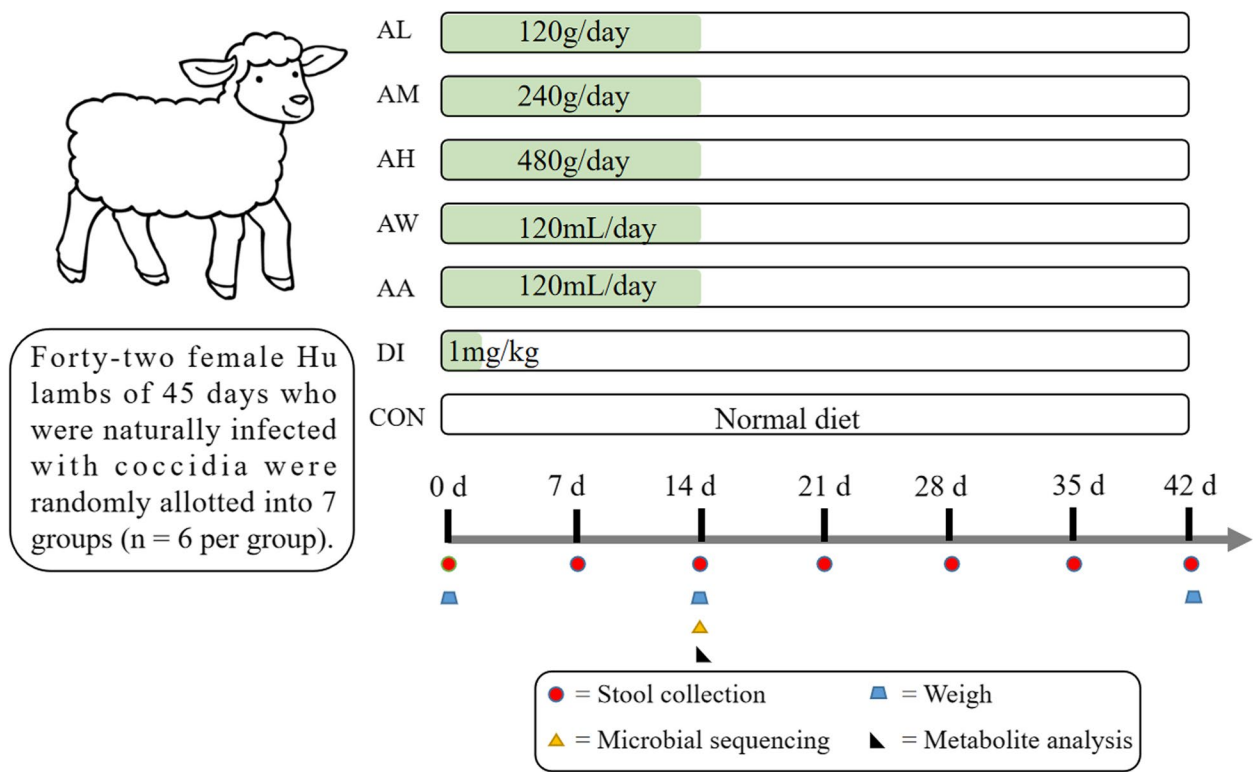 AL 120g/day
AM 240g/day
AH 480g/day
AW 120mL/day
AA 120mL/day
DI 1mg/kg
CON Normal diet
Forty-two female Hu
lambs of 45 days who
were naturally infected
with coccidia were
randomly allotted into 7
groups (n = 6 per group).
0 d 7 d 14 d 21 d 28 d 35 d 42 d
= Stool collection = Weigh
= Microbial sequencing = Metabolite analysis